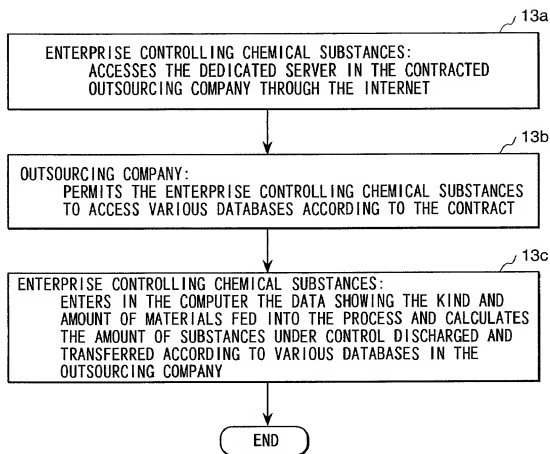 13a
ENTERPRISE CONTROLLING CHEMICAL SUBSTANCES:
ACCESSES THE DEDICATED SERVER IN THE CONTRACTED
OUTSOURCING COMPANY THROUGH THE INTERNET
13b
OUTSOURCING COMPANY:
PERMITS THE ENTERPRISE CONTROLLING CHEMICAL SUBSTANCES
TO ACCESS VARIOUS DATABASES ACCORDING TO THE CONTRACT
13c
ENTERPRISE CONTROLLING CHEMICAL SUBSTANCES:
ENTERS IN THE COMPUTER THE DATA SHOWING THE KIND AND
AMOUNT OF MATERIALS FED INTO THE PROCESS AND CALCULATES
THE AMOUNT OF SUBSTANCES UNDER CONTROL DISCHARGED AND
TRANSFERRED ACCORDING TO VARIOUS DATABASES IN THE
OUTSOURCING COMPANY
END